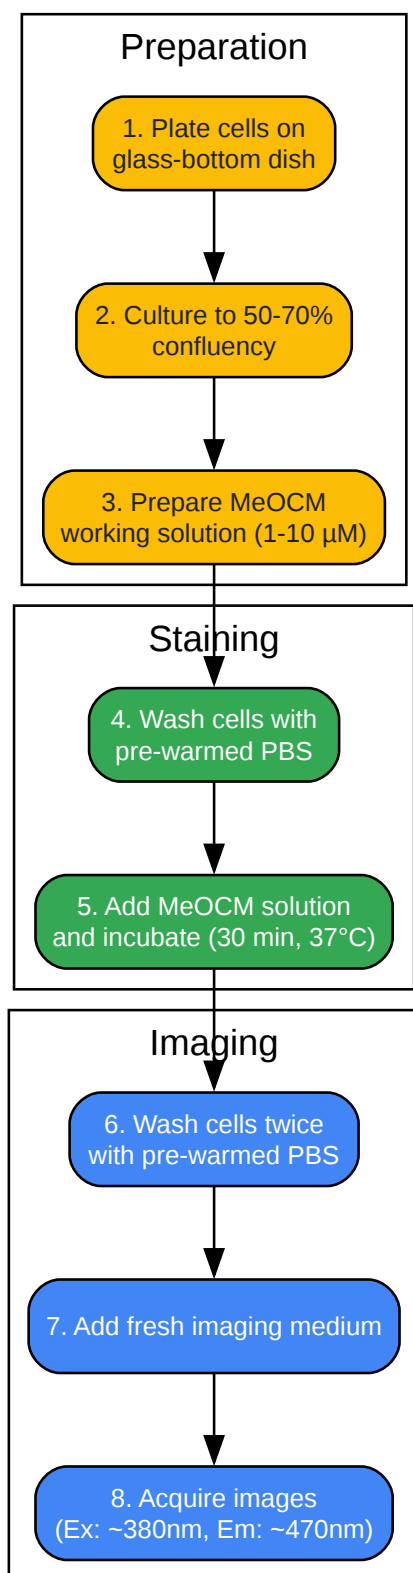 Preparation
1. Plate cells on
glass-bottom dish
2. Culture to 50-70%
confluency
3. Prepare MeOCM
working solution (1-10 µM)
Staining
4. Wash cells with
pre-warmed PBS
5. Add MeOCM solution
and incubate (30 min, 37°C)
Imaging
6. Wash cells twice
with pre-warmed PBS
7. Add fresh imaging medium
8. Acquire images
(Ex: ~380nm, Em: ~470nm)